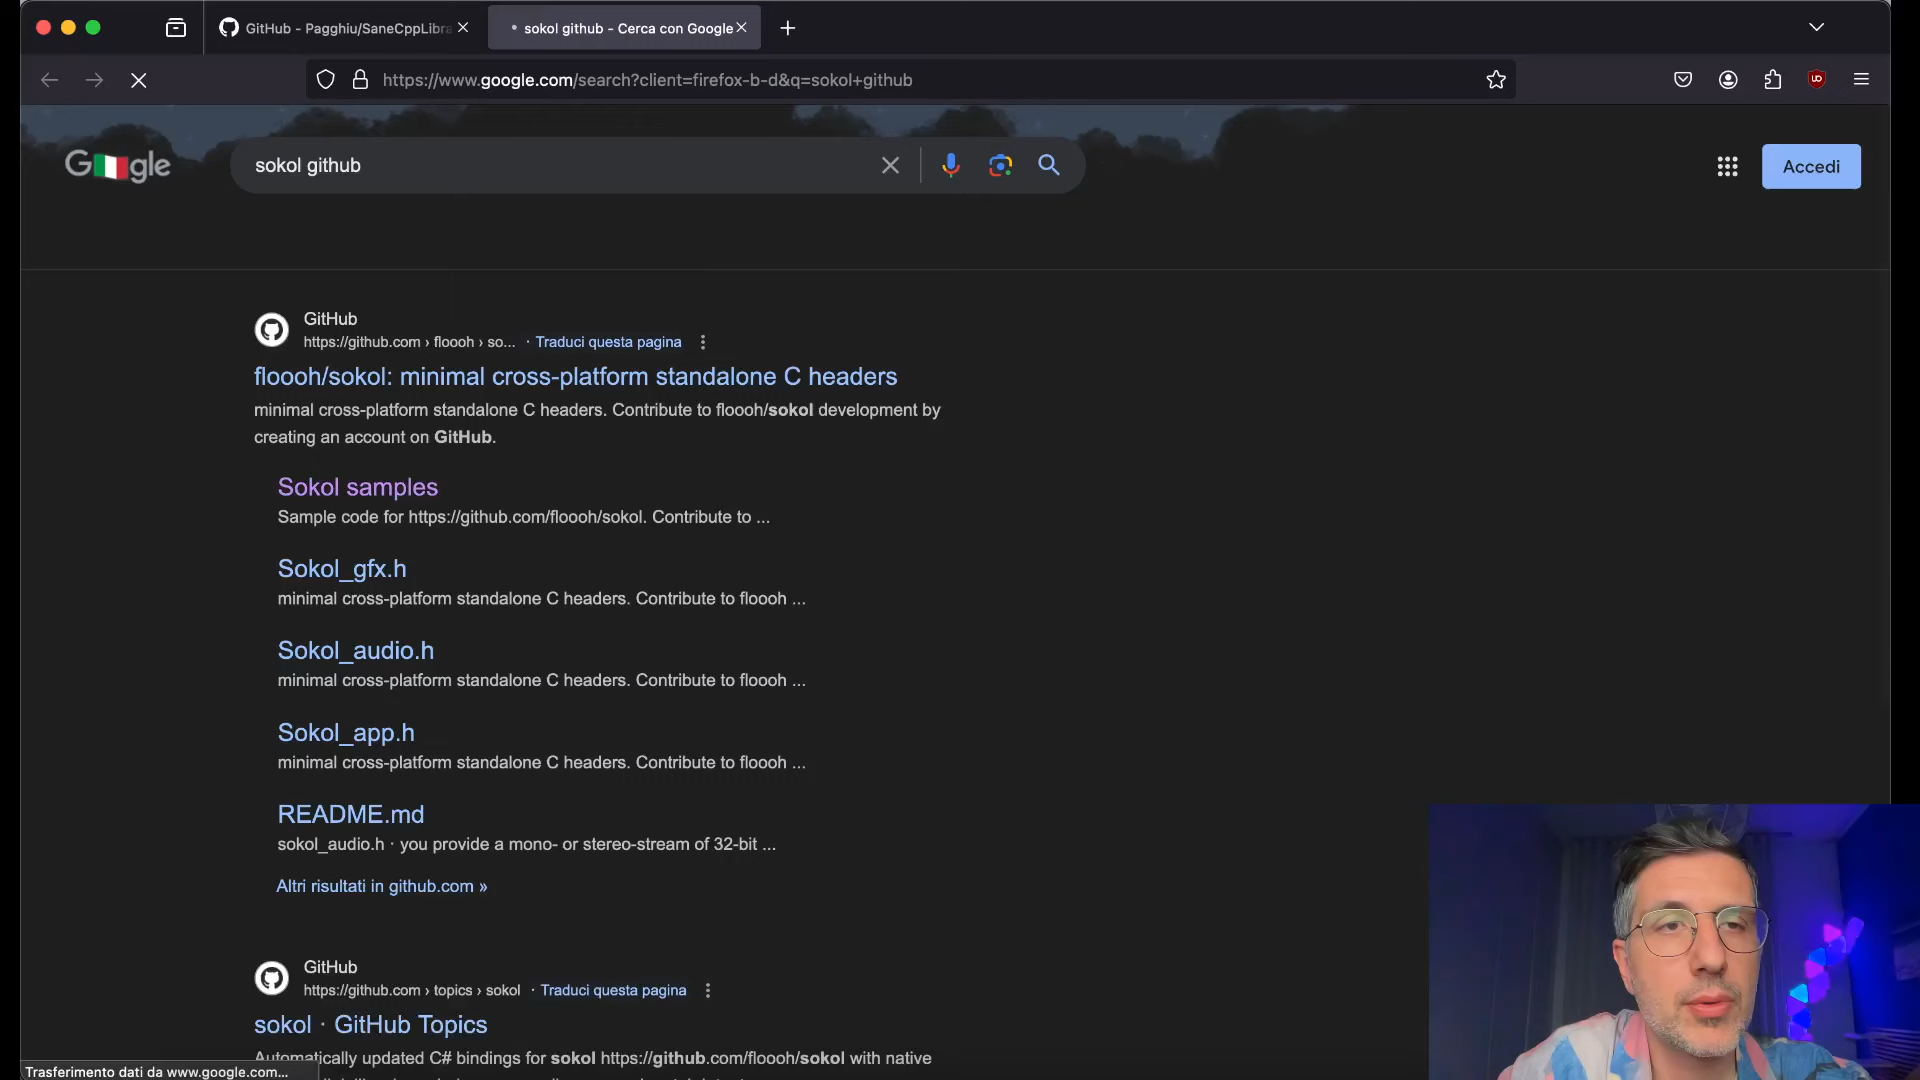 GitHub - Pagghiu/SaneCppLibra
sokol github - Cerca con Google
https://www.google.com/search?client=firefox-b-d&q=sokol+github
Google
sokol github
Accedi
GitHub
https://github.com › floooh › so... · Traduci questa pagina
floooh/sokol: minimal cross-platform standalone C headers
minimal cross-platform standalone C headers. Contribute to floooh/sokol development by
creating an account on GitHub.
Sokol samples
Sample code for https://github.com/floooh/sokol. Contribute to ...
Sokol_gfx.h
minimal cross-platform standalone C headers. Contribute to floooh ...
Sokol_audio.h
minimal cross-platform standalone C headers. Contribute to floooh ...
Sokol_app.h
minimal cross-platform standalone C headers. Contribute to floooh ...
README.md
sokol_audio.h · you provide a mono- or stereo-stream of 32-bit ...
Altri risultati in github.com »
GitHub
https://github.com › topics › sokol · Traduci questa pagina
sokol · GitHub Topics
Automatically updated C# bindings for sokol https://github.com/floooh/sokol with native
Trasferimento dati da www.google.com...